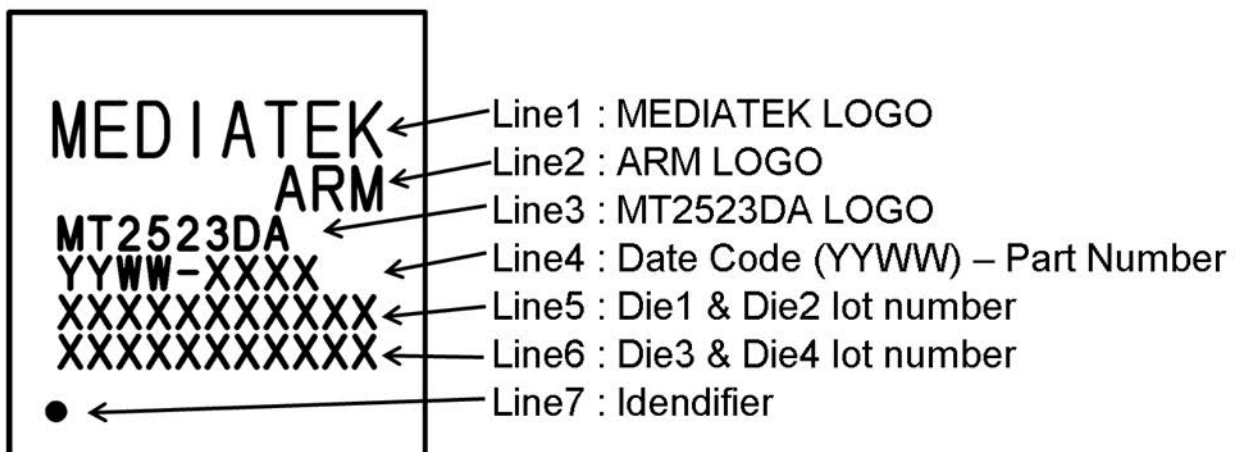 MEDIATEK
ARM
MT2523DA
YYWW-XXXX
XXXXXXXXXXX
XXXXXXXXXXX
Line1 : MEDIATEK LOGO
Line2 : ARM LOGO
Line3 : MT2523DA LOGO
Line4 : Date Code (YYWW) – Part Number
Line5 : Die1 & Die2 lot number
Line6 : Die3 & Die4 lot number
Line7 : Idendifier